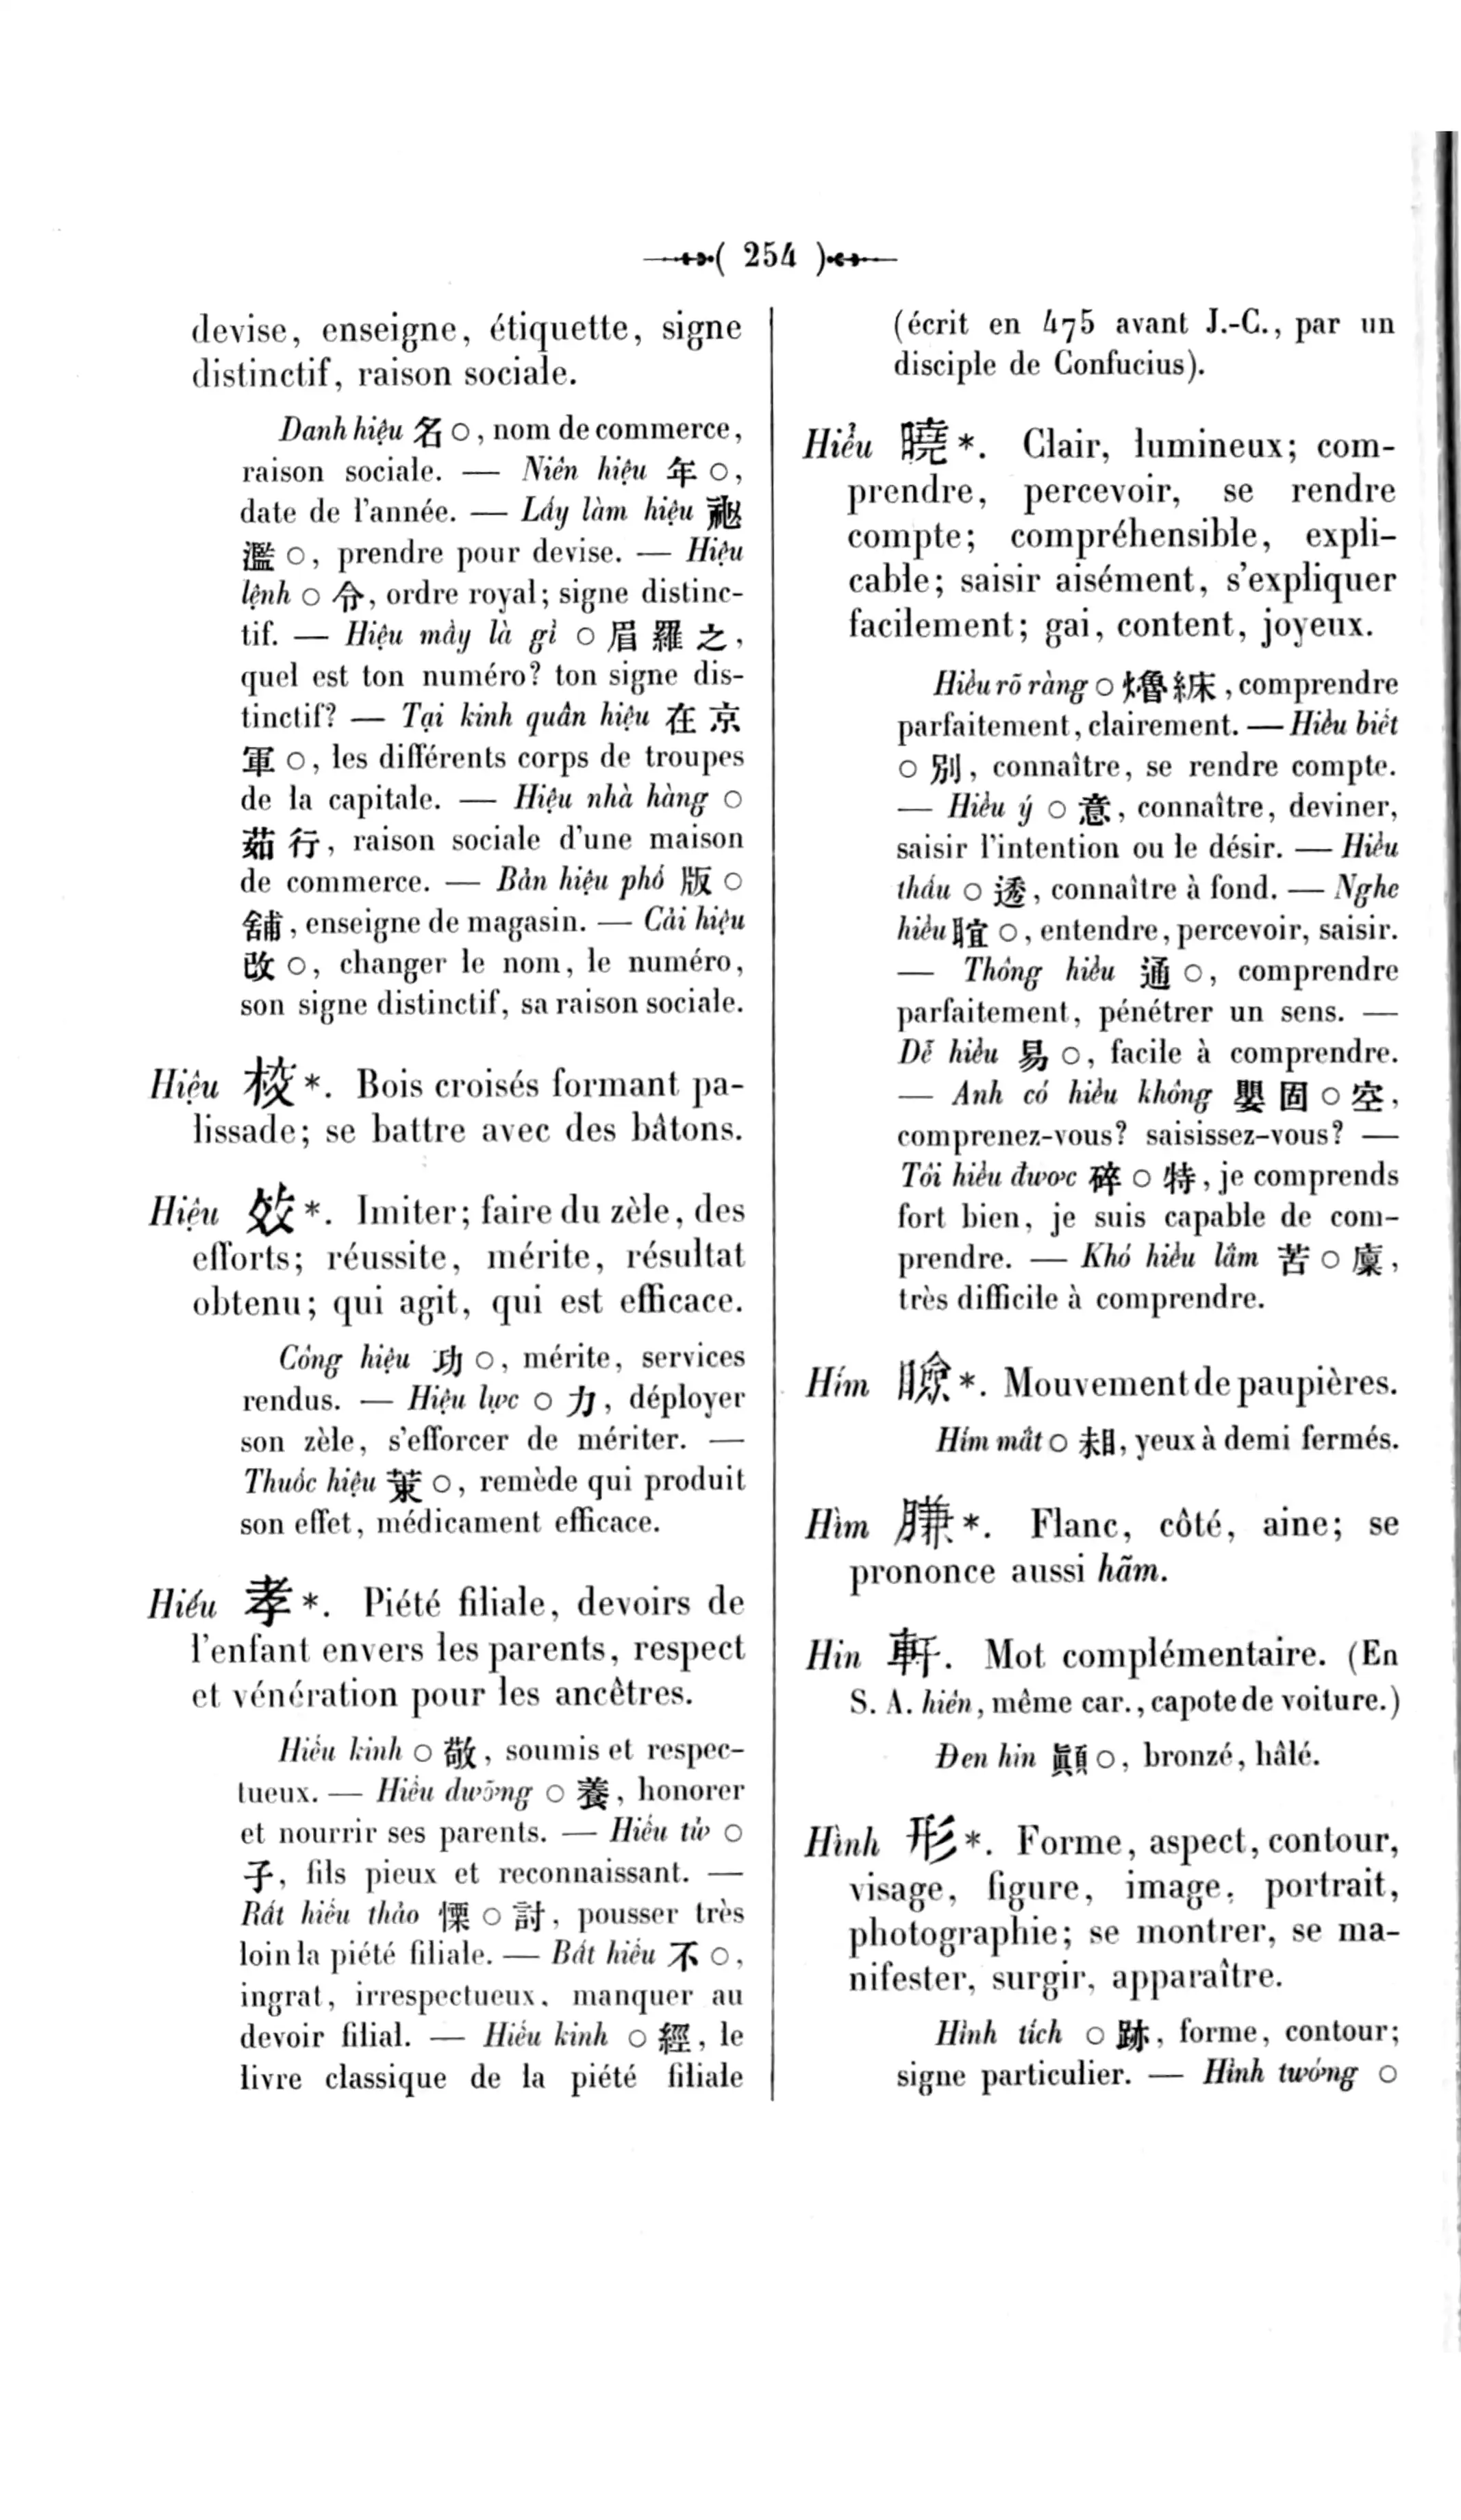 ( 254 )
devise, enseigne, étiquette, signe
distinctif, raison sociale.
Danh hiệu 名 ○, nom de commerce,
raison sociale. — Niên hiệu 年 ○,
date de l'année. — Lấy làm hiệu
濫 ○, prendre pour devise. — Hiệu
lệnh ○ 令, ordre royal; signe distinc-
tif. — Hiệu mầy là gì ○ 眉 羅 之,
quel est ton numéro? ton signe dis-
tinctif? — Tại kinh quân hiệu 在 京
軍 ○, les différents corps de troupes
de la capitale. — Hiệu nhà hàng ○
茹 行, raison sociale d'une maison
de commerce. — Bản hiệu phố 版 ○
舖, enseigne de magasin. — Cải hiệu
改 ○, changer le nom, le numéro,
son signe distinctif, sa raison sociale.
Hiệu 校 *. Bois croisés formant pa-
lissade; se battre avec des bâtons.
Hiệu 效 *. Imiter; faire du zèle, des
efforts; réussite, mérite, résultat
obtenu; qui agit, qui est efficace.
Công hiệu 功 ○, mérite, services
rendus. — Hiệu lực ○ 力, déployer
son zèle, s'efforcer de mériter. —
Thuốc hiệu ○, remède qui produit
son effet, médicament efficace.
Hiếu 孝 *. Piété filiale, devoirs de
l'enfant envers les parents, respect
et vénération pour les ancêtres.
Hiếu kinh ○ 敬, soumis et respec-
tueux. — Hiếu dưỡng ○ 養, honorer
et nourrir ses parents. — Hiếu tử ○
子, fils pieux et reconnaissant. —
Rất hiếu thảo 慄 ○ 討, pousser très
loin la piété filiale. — Bất hiếu 不 ○,
ingrat, irrespectueux, manquer au
devoir filial. — Hiếu kinh ○ 經, le
livre classique de la piété filiale
(écrit en 475 avant J.-C., par un
disciple de Confucius).
Hiểu 曉 *. Clair, lumineux; com-
prendre, percevoir, se rendre
compte; compréhensible, expli-
cable; saisir aisément, s'expliquer
facilement; gai, content, joyeux.
Hiểu rõ ràng ○, comprendre
parfaitement, clairement. — Hiểu biết
○ 別, connaître, se rendre compte.
— Hiểu ý ○ 意, connaître, deviner,
saisir l'intention ou le désir. — Hiểu
thấu ○ 透, connaître à fond. — Nghe
hiểu ○, entendre, percevoir, saisir.
— Thông hiểu 通 ○, comprendre
parfaitement, pénétrer un sens. —
Dễ hiểu 易 ○, facile à comprendre.
— Anh có hiểu không 嬰 固 ○ 空,
comprenez-vous? saisissez-vous? —
Tôi hiểu được 碎 ○ 特, je comprends
fort bien, je suis capable de com-
prendre. — Khó hiểu lắm 苦 ○ 廩,
très difficile à comprendre.
Hím *. Mouvement de paupières.
Hím mắt ○ 眜, yeux à demi fermés.
Hìm 膁 *. Flanc, côté, aine; se
prononce aussi hãm.
Hin 軒. Mot complémentaire. (En
S. A. hiên, même car., capote de voiture.)
Đen hin ○, bronzé, hâlé.
Hình 形 *. Forme, aspect, contour,
visage, figure, image, portrait,
photographie; se montrer, se ma-
nifester, surgir, apparaître.
Hình tích ○ 跡, forme, contour;
signe particulier. — Hình tướng ○